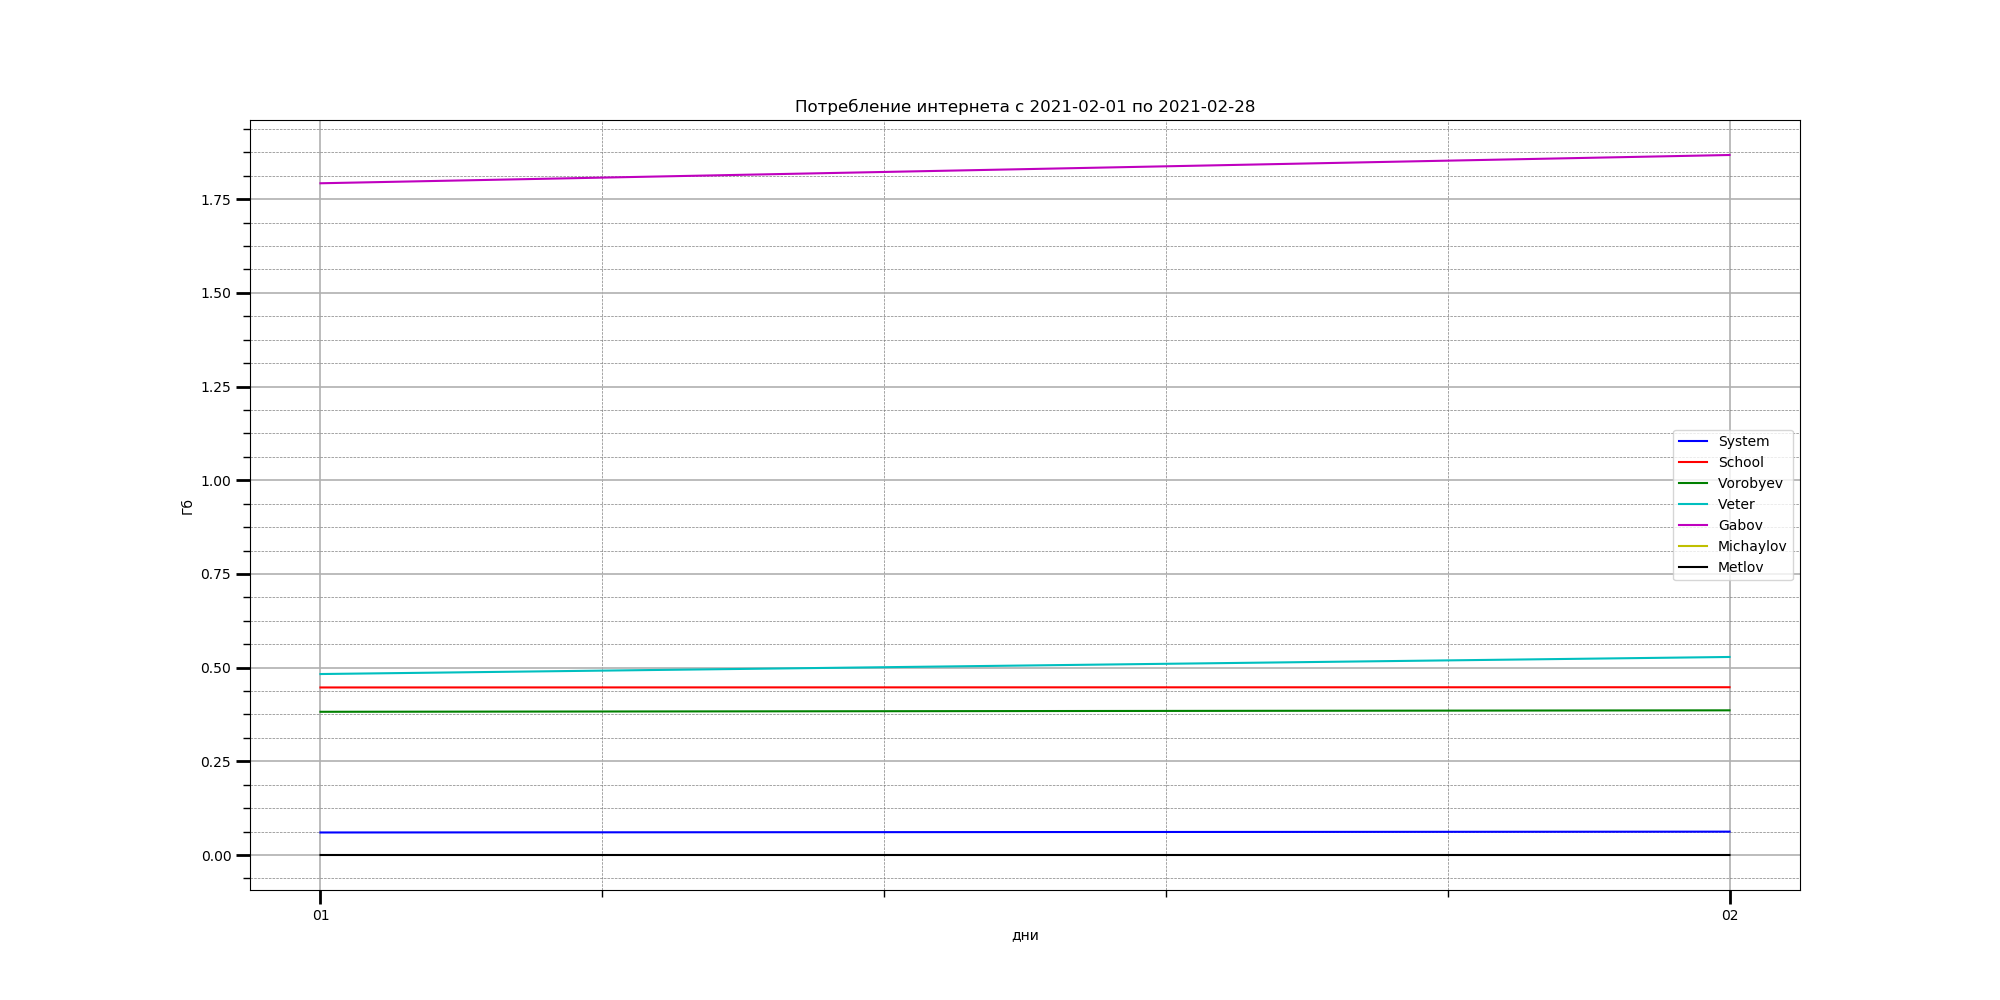 Потребление интернета с 2021-02-01 по 2021-02-28
1.75
1.50
1.25
1.00
0.75
0.50
0.25
0.00
Гб
System
School
Vorobyev
Veter
Gabov
Michaylov
Metlov
01
02
дни